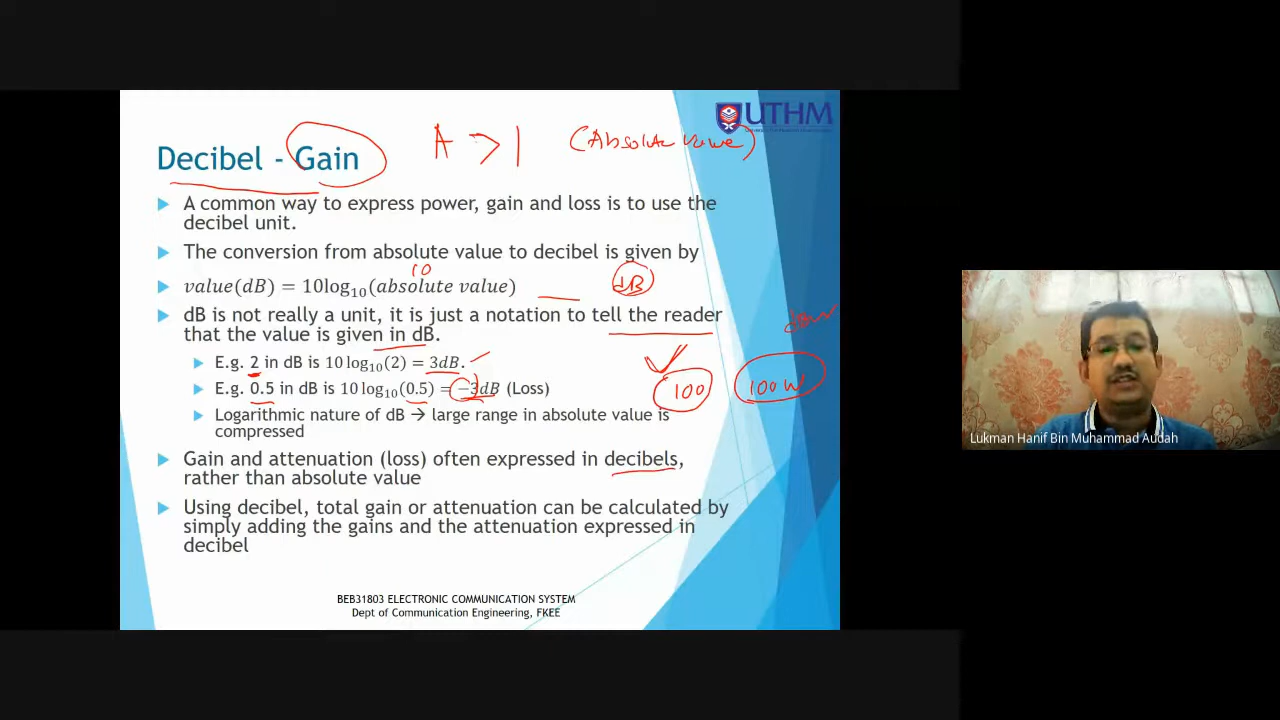 UTHM
Decibel - Gain
A > 1 (Absolute value)
A common way to express power, gain and loss is to use the
decibel unit.
The conversion from absolute value to decibel is given by
10
value(dB) = 10log₁₀(absolute value)
dB
dB is not really a unit, it is just a notation to tell the reader
that the value is given in dB.
E.g. 2 in dB is 10 log₁₀(2) = 3dB.
E.g. 0.5 in dB is 10 log₁₀(0.5) = −3dB (Loss)
100
100W
Logarithmic nature of dB → large range in absolute value is
compressed
Gain and attenuation (loss) often expressed in decibels,
rather than absolute value
Using decibel, total gain or attenuation can be calculated by
simply adding the gains and the attenuation expressed in
decibel
BEB31803 ELECTRONIC COMMUNICATION SYSTEM
Dept of Communication Engineering, FKEE
Lukman Hanif Bin Muhammad Audah